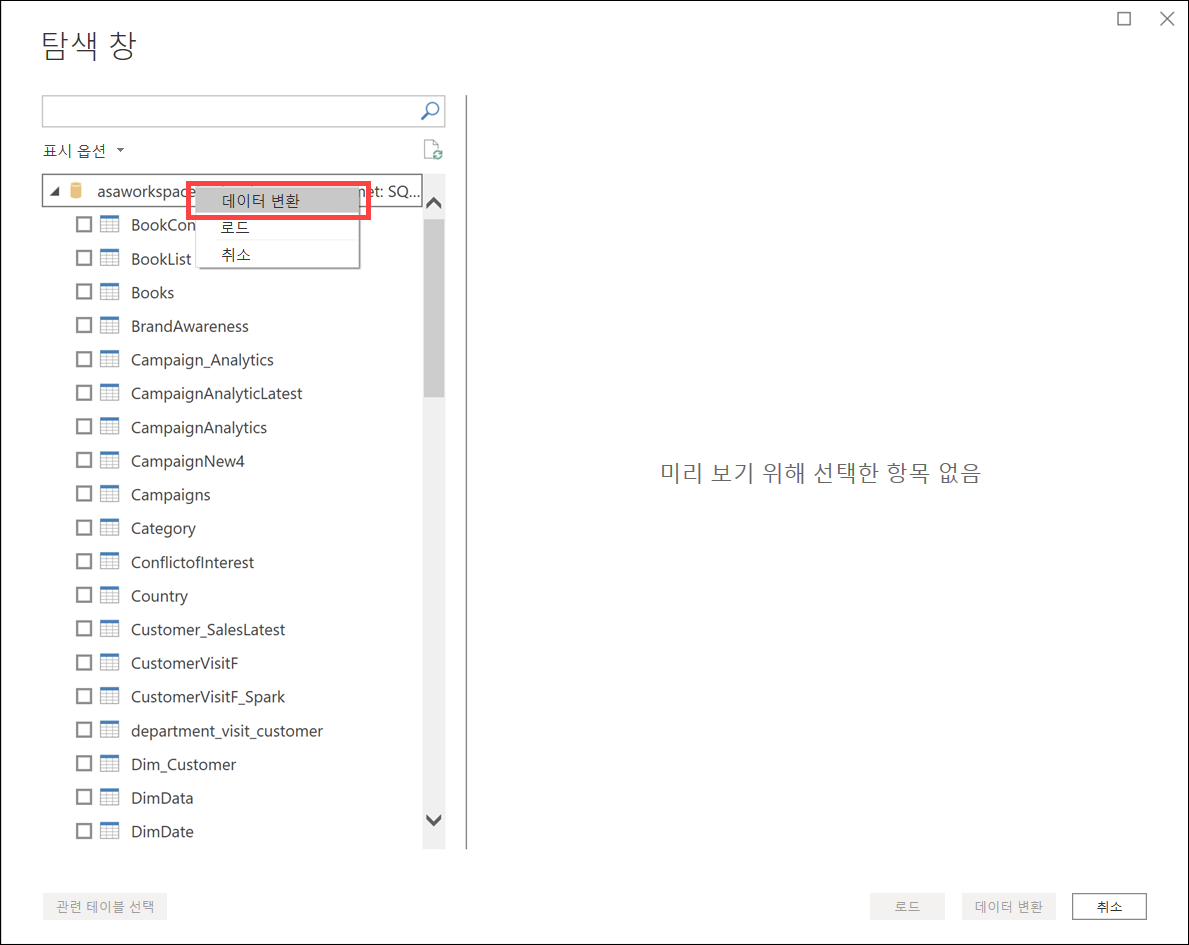 탐색 창
표시 옵션
asaworkspace
net: SQ...
데이터 변환
로드
취소
BookCon
BookList
Books
BrandAwareness
Campaign_Analytics
CampaignAnalyticLatest
CampaignAnalytics
CampaignNew4
Campaigns
Category
ConflictofInterest
Country
Customer_SalesLatest
CustomerVisitF
CustomerVisitF_Spark
department_visit_customer
Dim_Customer
DimData
DimDate
미리 보기 위해 선택한 항목 없음
관련 테이블 선택
로드
데이터 변환
취소